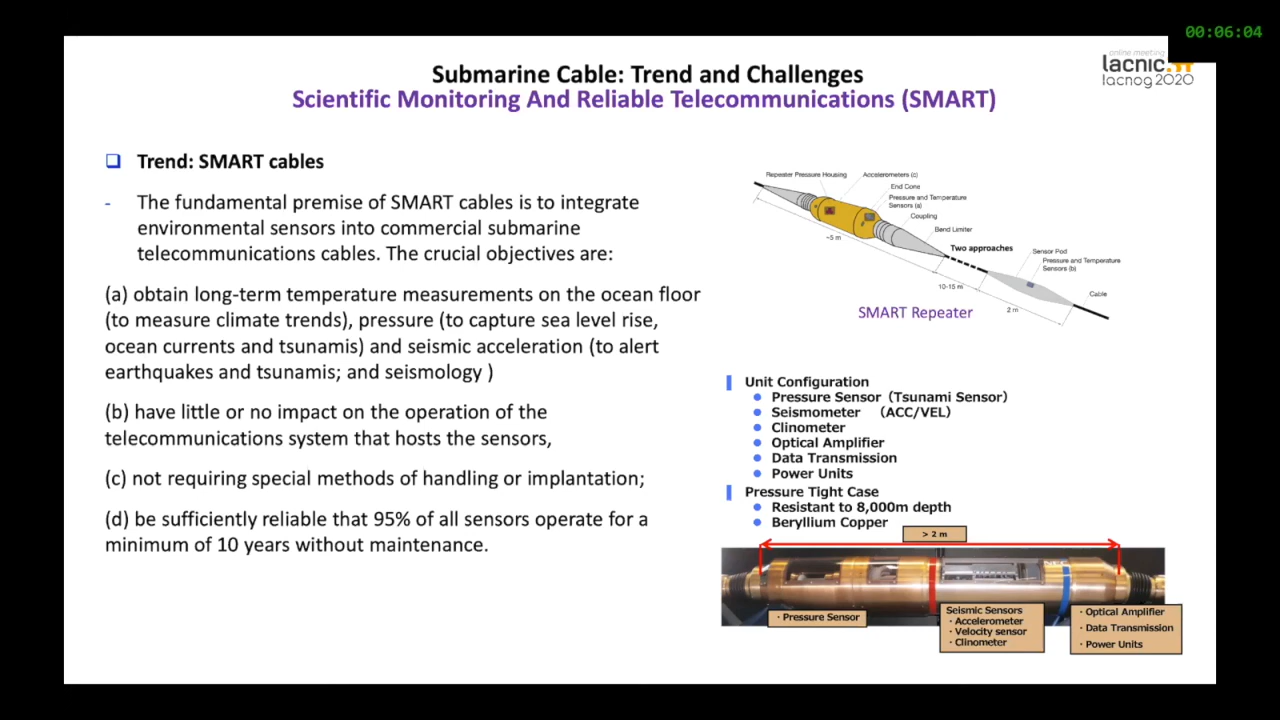 00:06:04
online meeting
lacnic
lacnog 2020
Submarine Cable: Trend and Challenges
Scientific Monitoring And Reliable Telecommunications (SMART)
Trend: SMART cables
- The fundamental premise of SMART cables is to integrate
environmental sensors into commercial submarine
telecommunications cables. The crucial objectives are:
(a) obtain long-term temperature measurements on the ocean floor
(to measure climate trends), pressure (to capture sea level rise,
ocean currents and tsunamis) and seismic acceleration (to alert
earthquakes and tsunamis; and seismology )
(b) have little or no impact on the operation of the
telecommunications system that hosts the sensors,
(c) not requiring special methods of handling or implantation;
(d) be sufficiently reliable that 95% of all sensors operate for a
minimum of 10 years without maintenance.
Repeater Pressure Housing
Accelerometers (c)
End Cone
Pressure and Temperature
Sensors (a)
Coupling
Bend Limiter
~5 m
Two approaches
Sensor Pod
Pressure and Temperature
Sensors (b)
10-15 m
Cable
2 m
SMART Repeater
Unit Configuration
Pressure Sensor (Tsunami Sensor)
Seismometer (ACC/VEL)
Clinometer
Optical Amplifier
Data Transmission
Power Units
Pressure Tight Case
Resistant to 8,000m depth
Beryllium Copper
> 2 m
・Pressure Sensor
Seismic Sensors
・Accelerometer
・Velocity sensor
・Clinometer
・Optical Amplifier
・Data Transmission
・Power Units